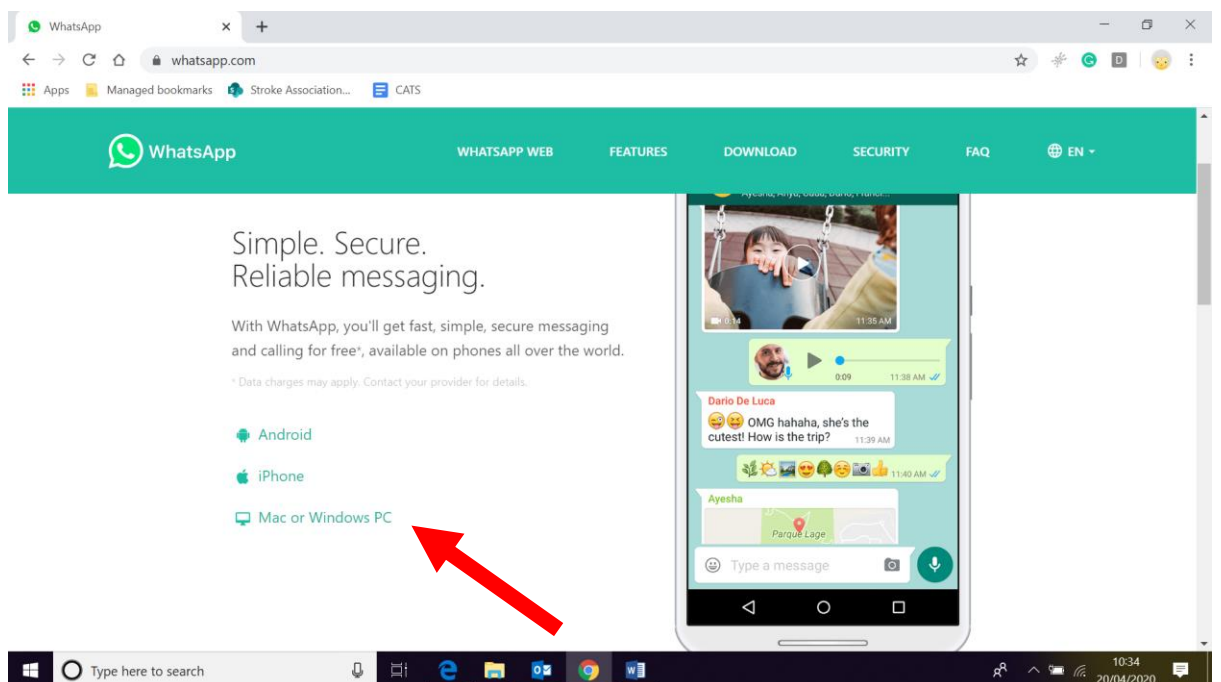 WhatsApp
whatsapp.com
Apps Managed bookmarks Stroke Association... CATS
WhatsApp WHATSAPP WEB FEATURES DOWNLOAD SECURITY FAQ EN
Simple. Secure.
Reliable messaging.
With WhatsApp, you'll get fast, simple, secure messaging
and calling for free*, available on phones all over the world.
* Data charges may apply. Contact your provider for details.
Android
iPhone
Mac or Windows PC
0:14 11:35 AM
0:09 11:38 AM
Dario De Luca
OMG hahaha, she's the
cutest! How is the trip? 11:39 AM
11:40 AM
Ayesha
Parque Lage
Type a message
Type here to search
10:34
20/04/2020